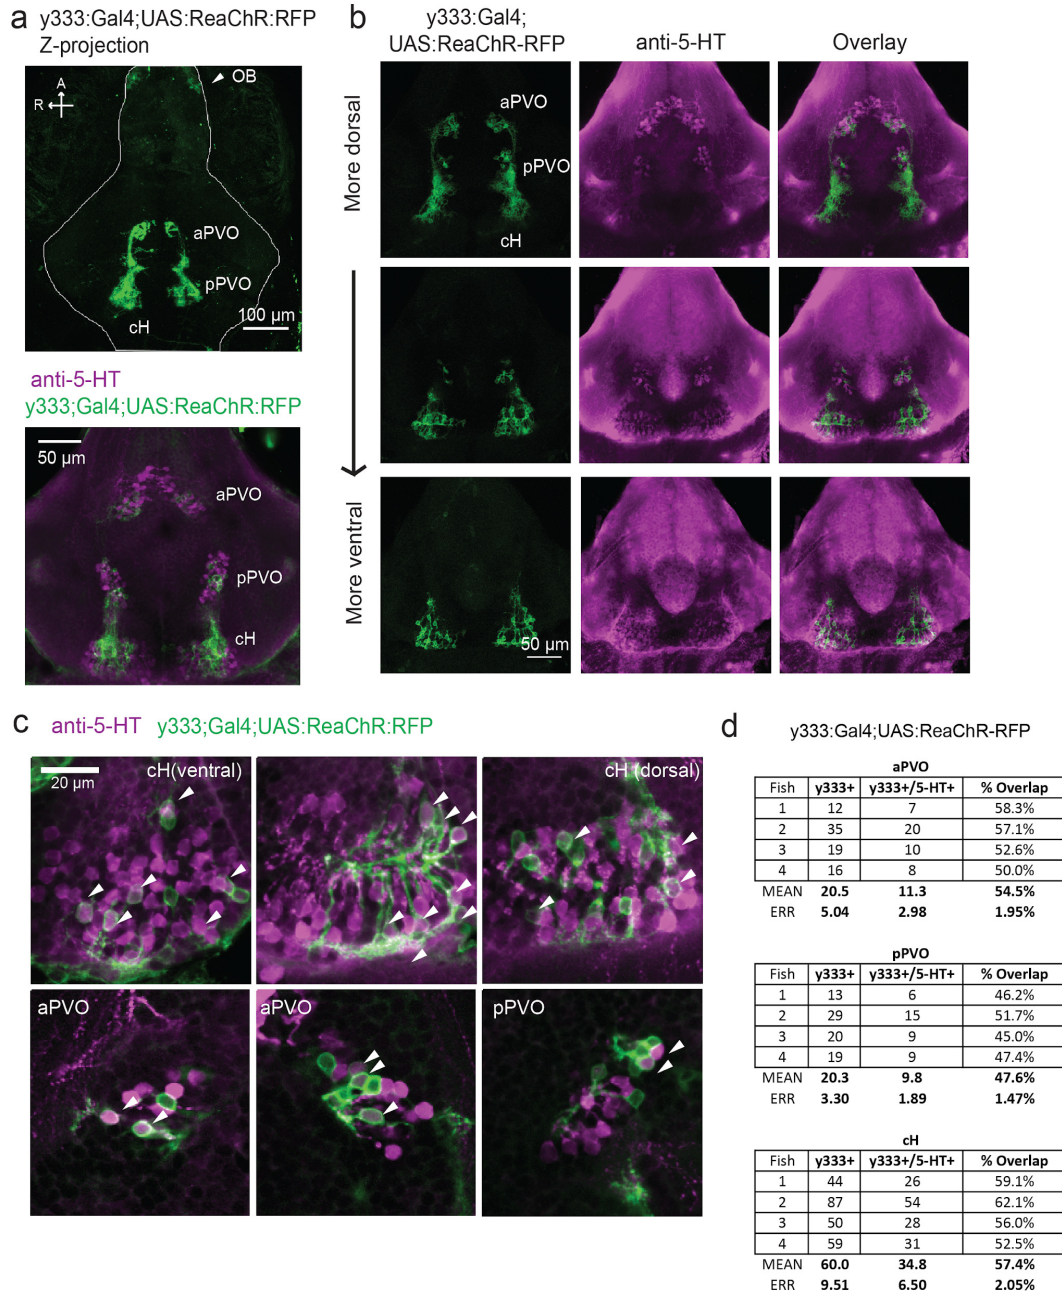 a
y333:Gal4;UAS:ReaChR:RFP
Z-projection
A
R
OB
aPVO
pPVO
cH
100 µm
anti-5-HT
y333;Gal4;UAS:ReaChR:RFP
50 µm
aPVO
pPVO
cH
b
y333:Gal4;
UAS:ReaChR-RFP
anti-5-HT
Overlay
More dorsal
More ventral
aPVO
pPVO
cH
50 µm
c
anti-5-HT y333;Gal4;UAS:ReaChR:RFP
20 µm
cH(ventral)
cH (dorsal)
aPVO
aPVO
pPVO
d
y333:Gal4;UAS:ReaChR-RFP
aPVO
Fish y333+ y333+/5-HT+ % Overlap
1 12 7 58.3%
2 35 20 57.1%
3 19 10 52.6%
4 16 8 50.0%
MEAN 20.5 11.3 54.5%
ERR 5.04 2.98 1.95%
pPVO
Fish y333+ y333+/5-HT+ % Overlap
1 13 6 46.2%
2 29 15 51.7%
3 20 9 45.0%
4 19 9 47.4%
MEAN 20.3 9.8 47.6%
ERR 3.30 1.89 1.47%
cH
Fish y333+ y333+/5-HT+ % Overlap
1 44 26 59.1%
2 87 54 62.1%
3 50 28 56.0%
4 59 31 52.5%
MEAN 60.0 34.8 57.4%
ERR 9.51 6.50 2.05%